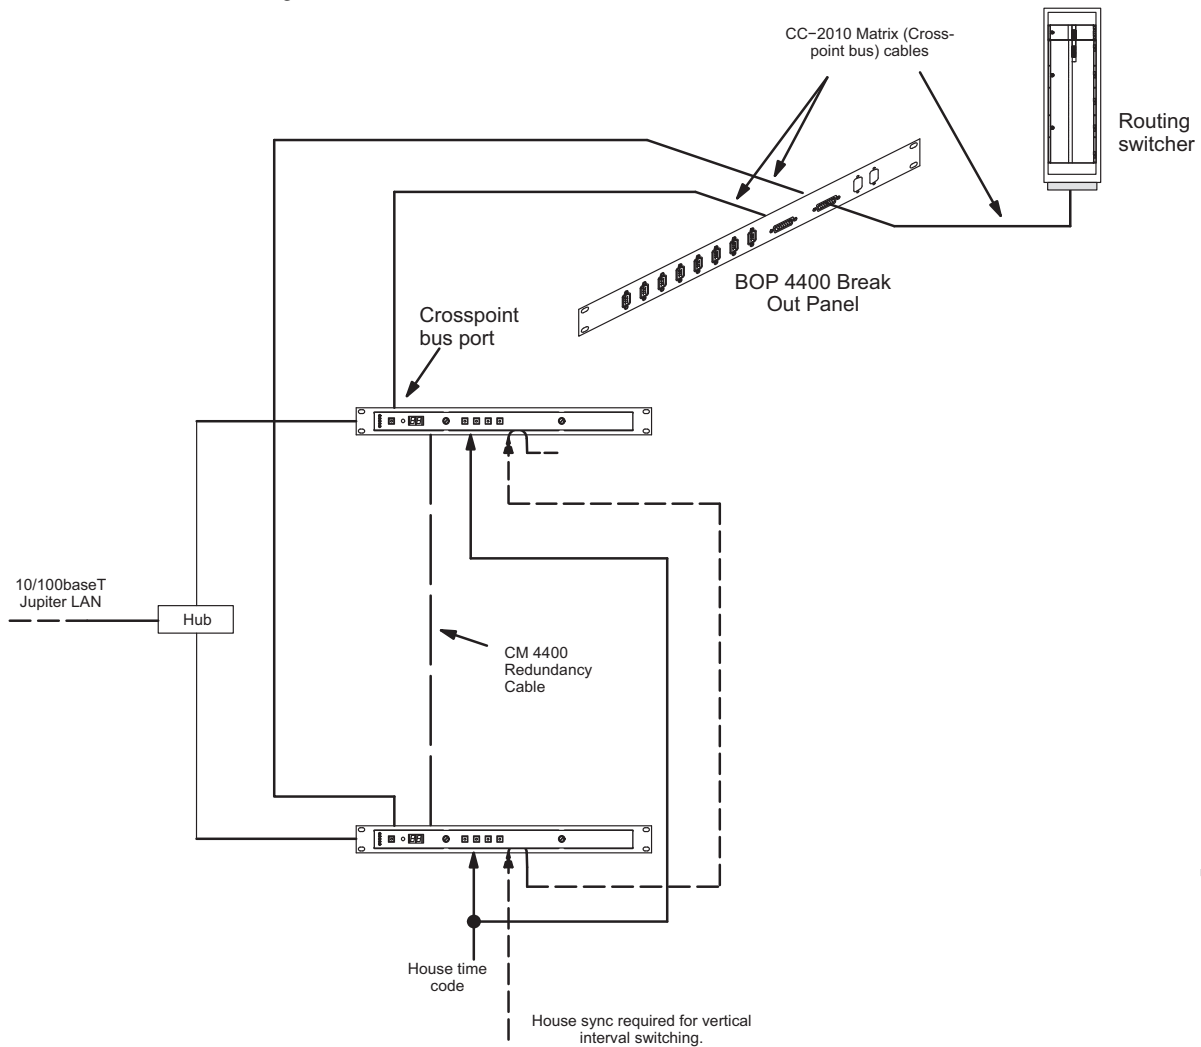 CC−2010 Matrix (Cross-
point bus) cables
Routing
switcher
BOP 4400 Break
Out Panel
Crosspoint
bus port
10/100baseT
Jupiter LAN
Hub
CM 4400
Redundancy
Cable
House time
code
House sync required for vertical
interval switching.